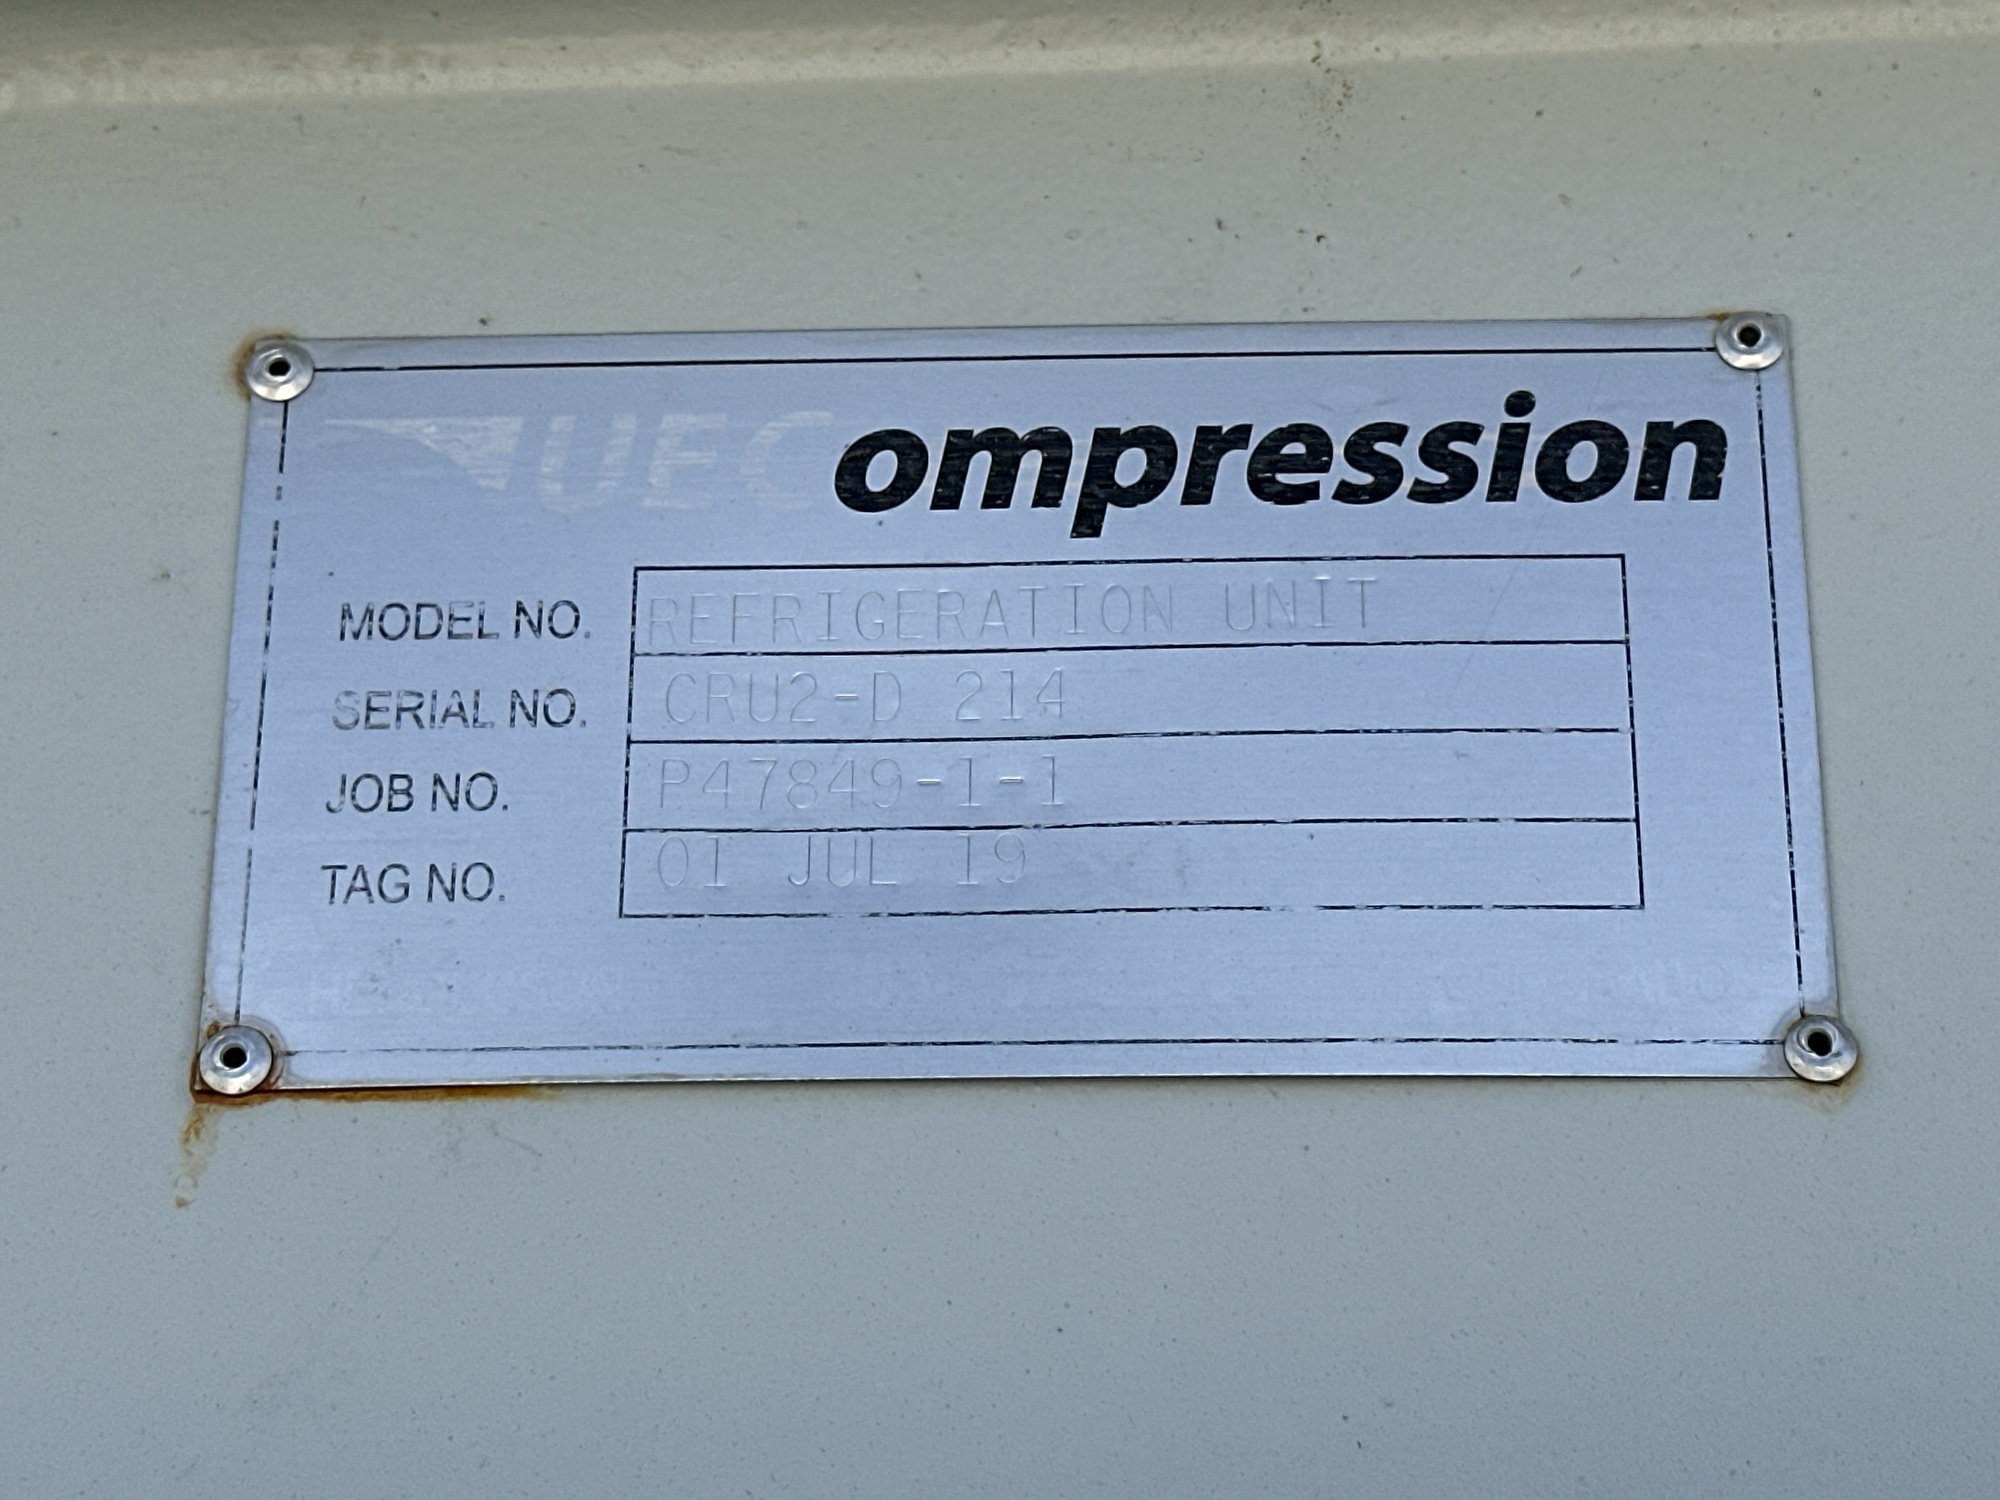 UECompression
MODEL NO. REFRIGERATION UNIT
SERIAL NO. CRU2-D 214
JOB NO. P47849-1-1
TAG NO. 01 JUL 19